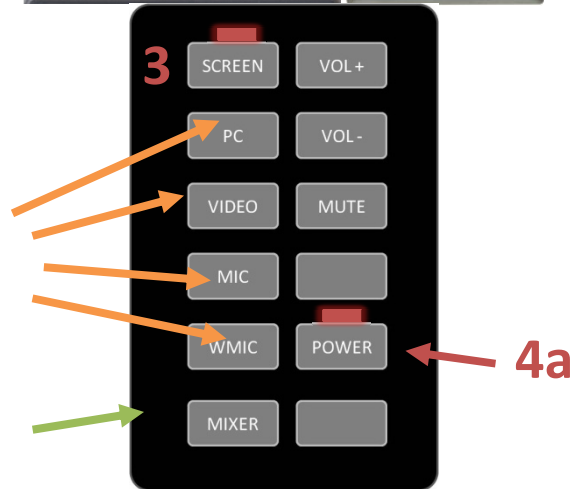 3
SCREEN VOL +
PC VOL -
VIDEO MUTE
MIC
WMIC POWER
4a
MIXER